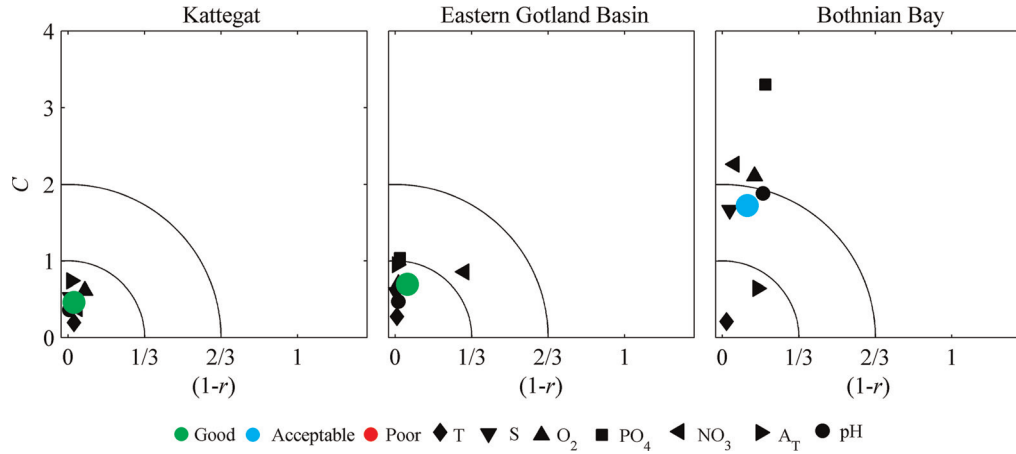 Kattegat
Eastern Gotland Basin
Bothnian Bay
4
3
2
1
0
C
0 1/3 2/3 1
0 1/3 2/3 1
0 1/3 2/3 1
(1-r)
(1-r)
(1-r)
Good Acceptable Poor T S O2 PO4 NO3 AT pH